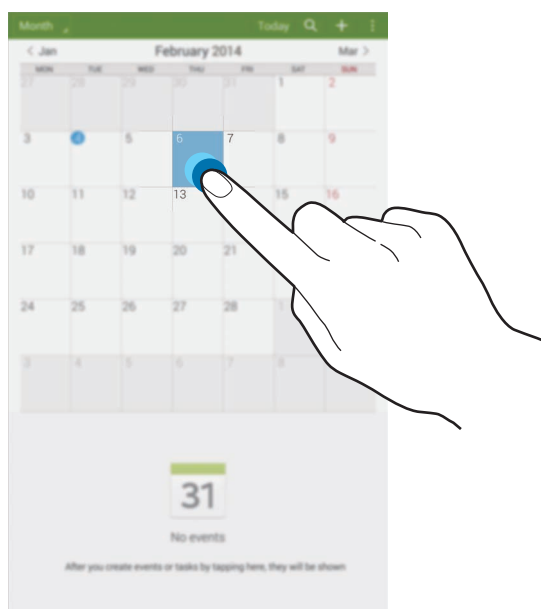 Month Today
< Jan February 2014 Mar >
MON TUE WED THU FRI SAT SUN
27 28 29 30 31 1 2
3 4 5 6 7 8 9
10 11 12 13 15 16
17 18 19 20 21
24 25 26 27 28 1
3 4 5 6 7 8
31
No events
After you create events or tasks by tapping here, they will be shown